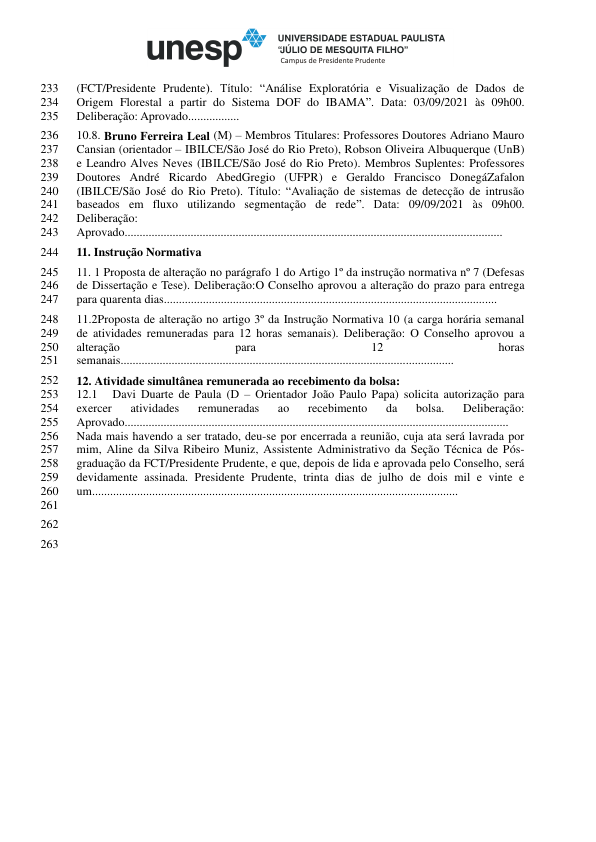 unesp
UNIVERSIDADE ESTADUAL PAULISTA
"JÚLIO DE MESQUITA FILHO"
Campus de Presidente Prudente
233 (FCT/Presidente Prudente). Título: “Análise Exploratória e Visualização de Dados de
234 Origem Florestal a partir do Sistema DOF do IBAMA”. Data: 03/09/2021 às 09h00.
235 Deliberação: Aprovado.................
236 10.8. Bruno Ferreira Leal (M) – Membros Titulares: Professores Doutores Adriano Mauro
237 Cansian (orientador – IBILCE/São José do Rio Preto), Robson Oliveira Albuquerque (UnB)
238 e Leandro Alves Neves (IBILCE/São José do Rio Preto). Membros Suplentes: Professores
239 Doutores André Ricardo AbedGregio (UFPR) e Geraldo Francisco DonegáZafalon
240 (IBILCE/São José do Rio Preto). Título: “Avaliação de sistemas de detecção de intrusão
241 baseados em fluxo utilizando segmentação de rede”. Data: 09/09/2021 às 09h00.
242 Deliberação:
243 Aprovado..............................................................................................................................
244 11. Instrução Normativa
245 11. 1 Proposta de alteração no parágrafo 1 do Artigo 1º da instrução normativa nº 7 (Defesas
246 de Dissertação e Tese). Deliberação:O Conselho aprovou a alteração do prazo para entrega
247 para quarenta dias...............................................................................................................
248 11.2Proposta de alteração no artigo 3º da Instrução Normativa 10 (a carga horária semanal
249 de atividades remuneradas para 12 horas semanais). Deliberação: O Conselho aprovou a
250 alteração para 12 horas
251 semanais...............................................................................................................
252 12. Atividade simultânea remunerada ao recebimento da bolsa:
253 12.1 Davi Duarte de Paula (D – Orientador João Paulo Papa) solicita autorização para
254 exercer atividades remuneradas ao recebimento da bolsa. Deliberação:
255 Aprovado................................................................................................................................
256 Nada mais havendo a ser tratado, deu-se por encerrada a reunião, cuja ata será lavrada por
257 mim, Aline da Silva Ribeiro Muniz, Assistente Administrativo da Seção Técnica de Pós-
258 graduação da FCT/Presidente Prudente, e que, depois de lida e aprovada pelo Conselho, será
259 devidamente assinada. Presidente Prudente, trinta dias de julho de dois mil e vinte e
260 um..........................................................................................................................
261
262
263